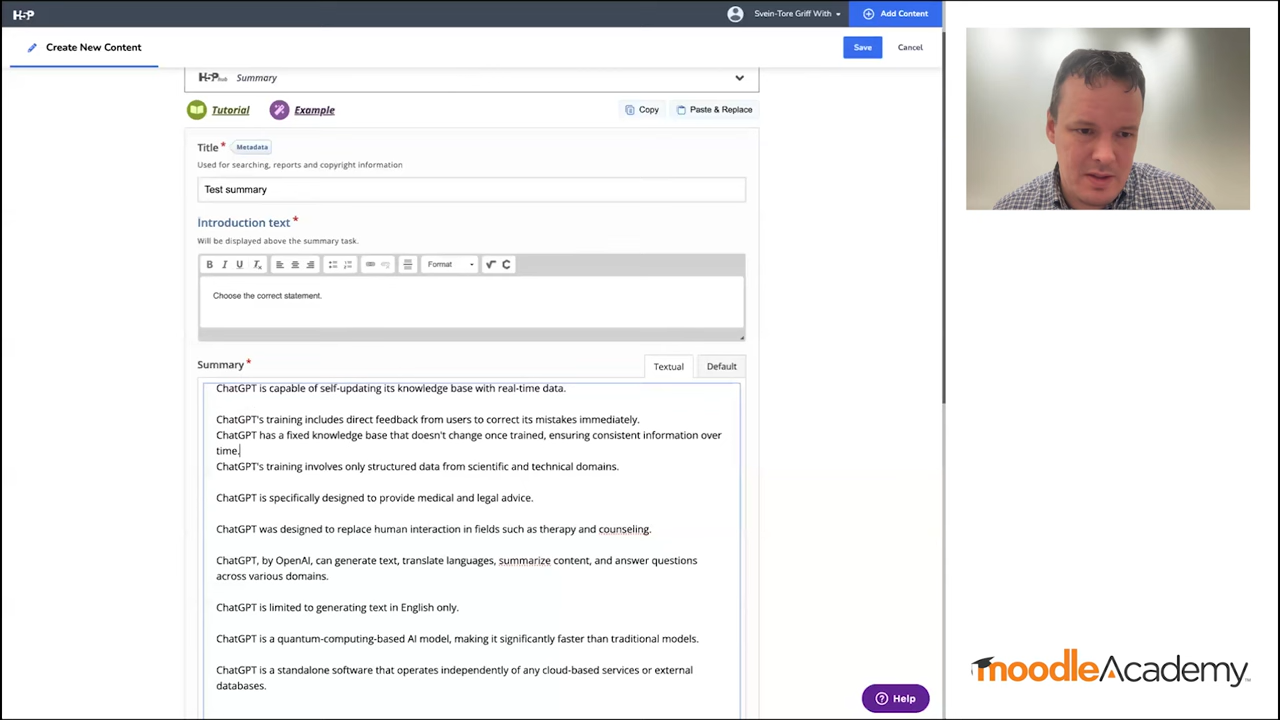 H5P
Svein-Tore Griff With
Add Content
Create New Content
Save
Cancel
H5P hub Summary
Tutorial
Example
Copy
Paste & Replace
Title *
Metadata
Used for searching, reports and copyright information
Test summary
Introduction text *
Will be displayed above the summary task.
B I U Tx
Format
Choose the correct statement.
Summary *
Textual
Default
ChatGPT is capable of self-updating its knowledge base with real-time data.
ChatGPT's training includes direct feedback from users to correct its mistakes immediately.
ChatGPT has a fixed knowledge base that doesn't change once trained, ensuring consistent information over
time.
ChatGPT's training involves only structured data from scientific and technical domains.
ChatGPT is specifically designed to provide medical and legal advice.
ChatGPT was designed to replace human interaction in fields such as therapy and counseling.
ChatGPT, by OpenAI, can generate text, translate languages, summarize content, and answer questions
across various domains.
ChatGPT is limited to generating text in English only.
ChatGPT is a quantum-computing-based AI model, making it significantly faster than traditional models.
ChatGPT is a standalone software that operates independently of any cloud-based services or external
databases.
Help
moodleAcademy™